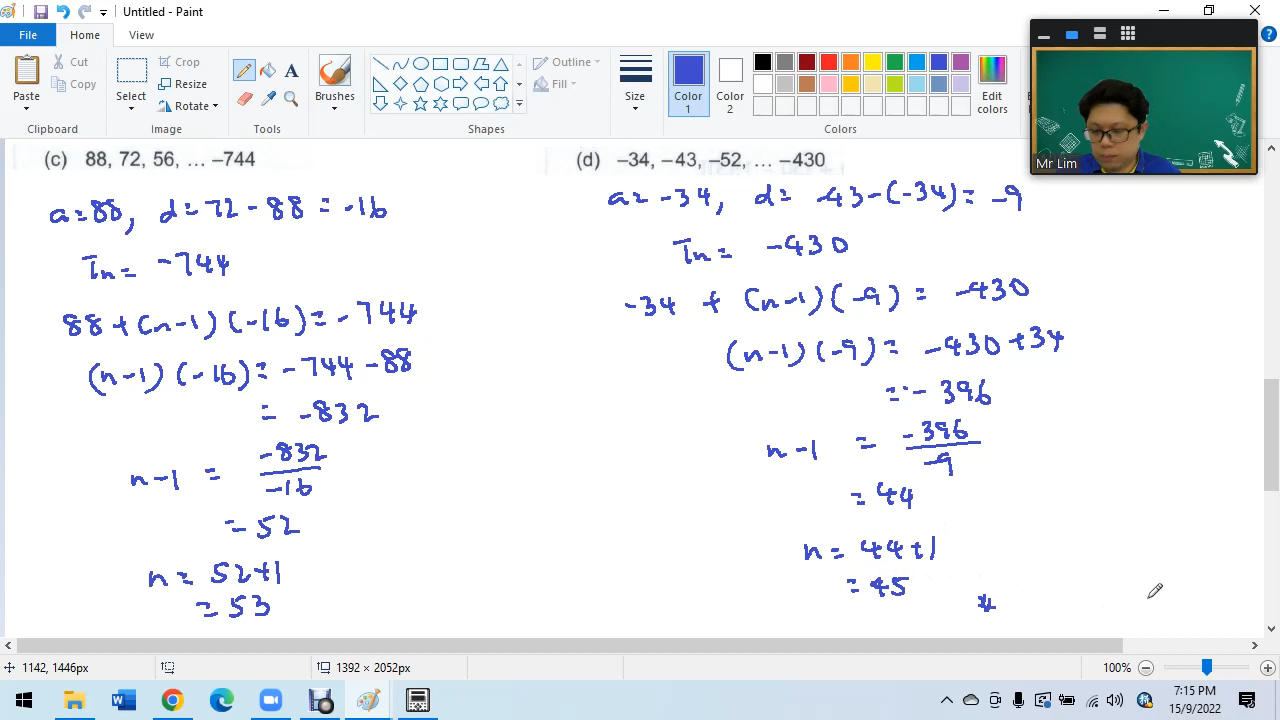 Untitled - Paint
File Home View
Paste Cut Copy Clipboard
Select Crop Resize Rotate Image
Tools
Brushes
Shapes
Outline Fill
Size
Color 1
Color 2
Edit colors
Colors
Mr Lim
(c) 88, 72, 56, ... –744
a=88, d=72-88=-16
Tn= -744
88+(n-1)(-16)=-744
(n-1)(-16)=-744-88
= -832
n-1 = -832/-16
=52
n= 52+1
=53
(d) –34, –43, –52, ... –430
a=-34, d= -43-(-34)=-9
Tn= -430
-34 + (n-1)(-9) = -430
(n-1)(-9)= -430+34
=-396
n-1 = -396/-9
=44
n= 44+1
=45
1142, 1446px
1392 × 2052px
100%
7:15 PM
15/9/2022